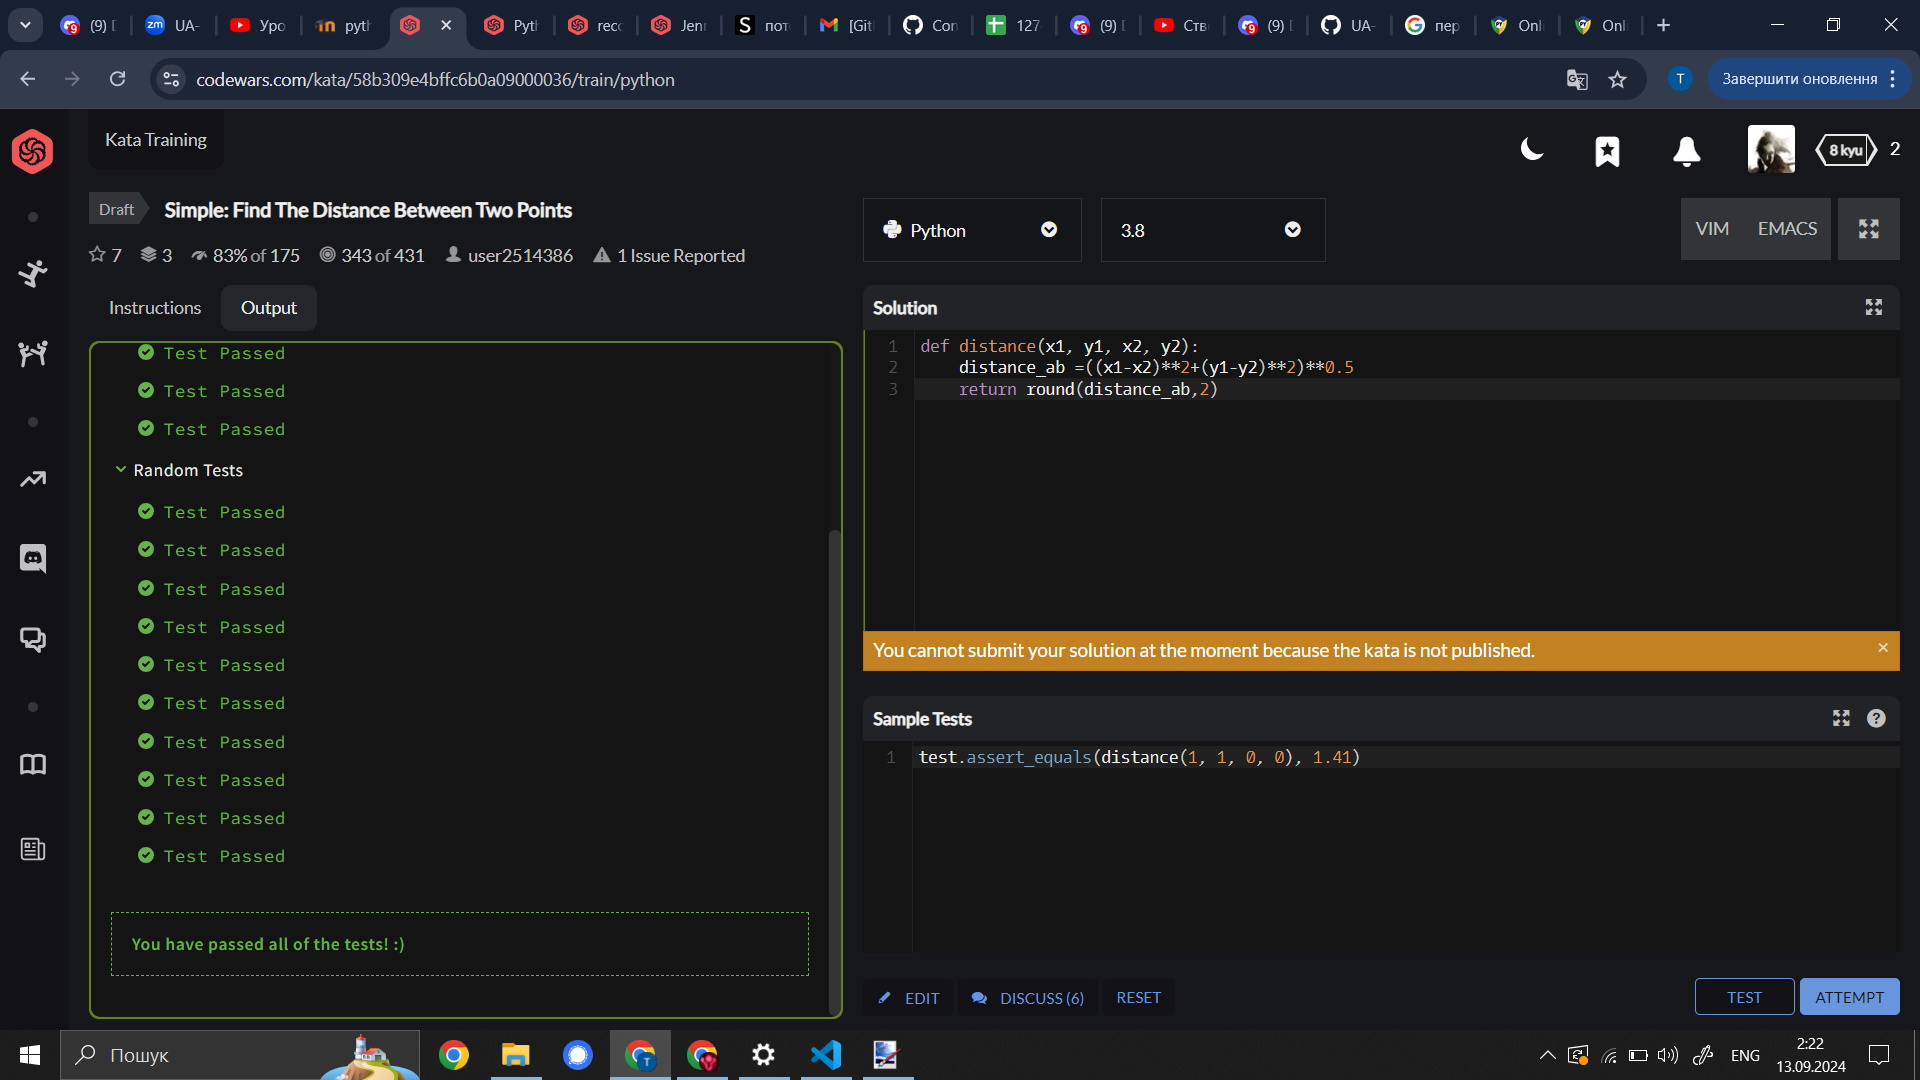 (9) [
UA-
Уро
pyth
Pyth
reco
Jenn
пот
[Git
Con
127
(9) [
Ств
(9) [
UA-
пер
Onli
Onli
codewars.com/kata/58b309e4bffc6b0a09000036/train/python
T
Завершити оновлення
Kata Training
8 kyu
2
Draft
Simple: Find The Distance Between Two Points
7
3
83% of 175
343 of 431
user2514386
1 Issue Reported
Python
3.8
VIM
EMACS
Instructions
Output
Test Passed
Test Passed
Test Passed
Random Tests
Test Passed
Test Passed
Test Passed
Test Passed
Test Passed
Test Passed
Test Passed
Test Passed
Test Passed
Test Passed
You have passed all of the tests! :)
Solution
1 def distance(x1, y1, x2, y2):
2     distance_ab =((x1-x2)**2+(y1-y2)**2)**0.5
3     return round(distance_ab,2)
You cannot submit your solution at the moment because the kata is not published.
Sample Tests
1 test.assert_equals(distance(1, 1, 0, 0), 1.41)
EDIT
DISCUSS (6)
RESET
TEST
ATTEMPT
Пошук
ENG
2:22
13.09.2024